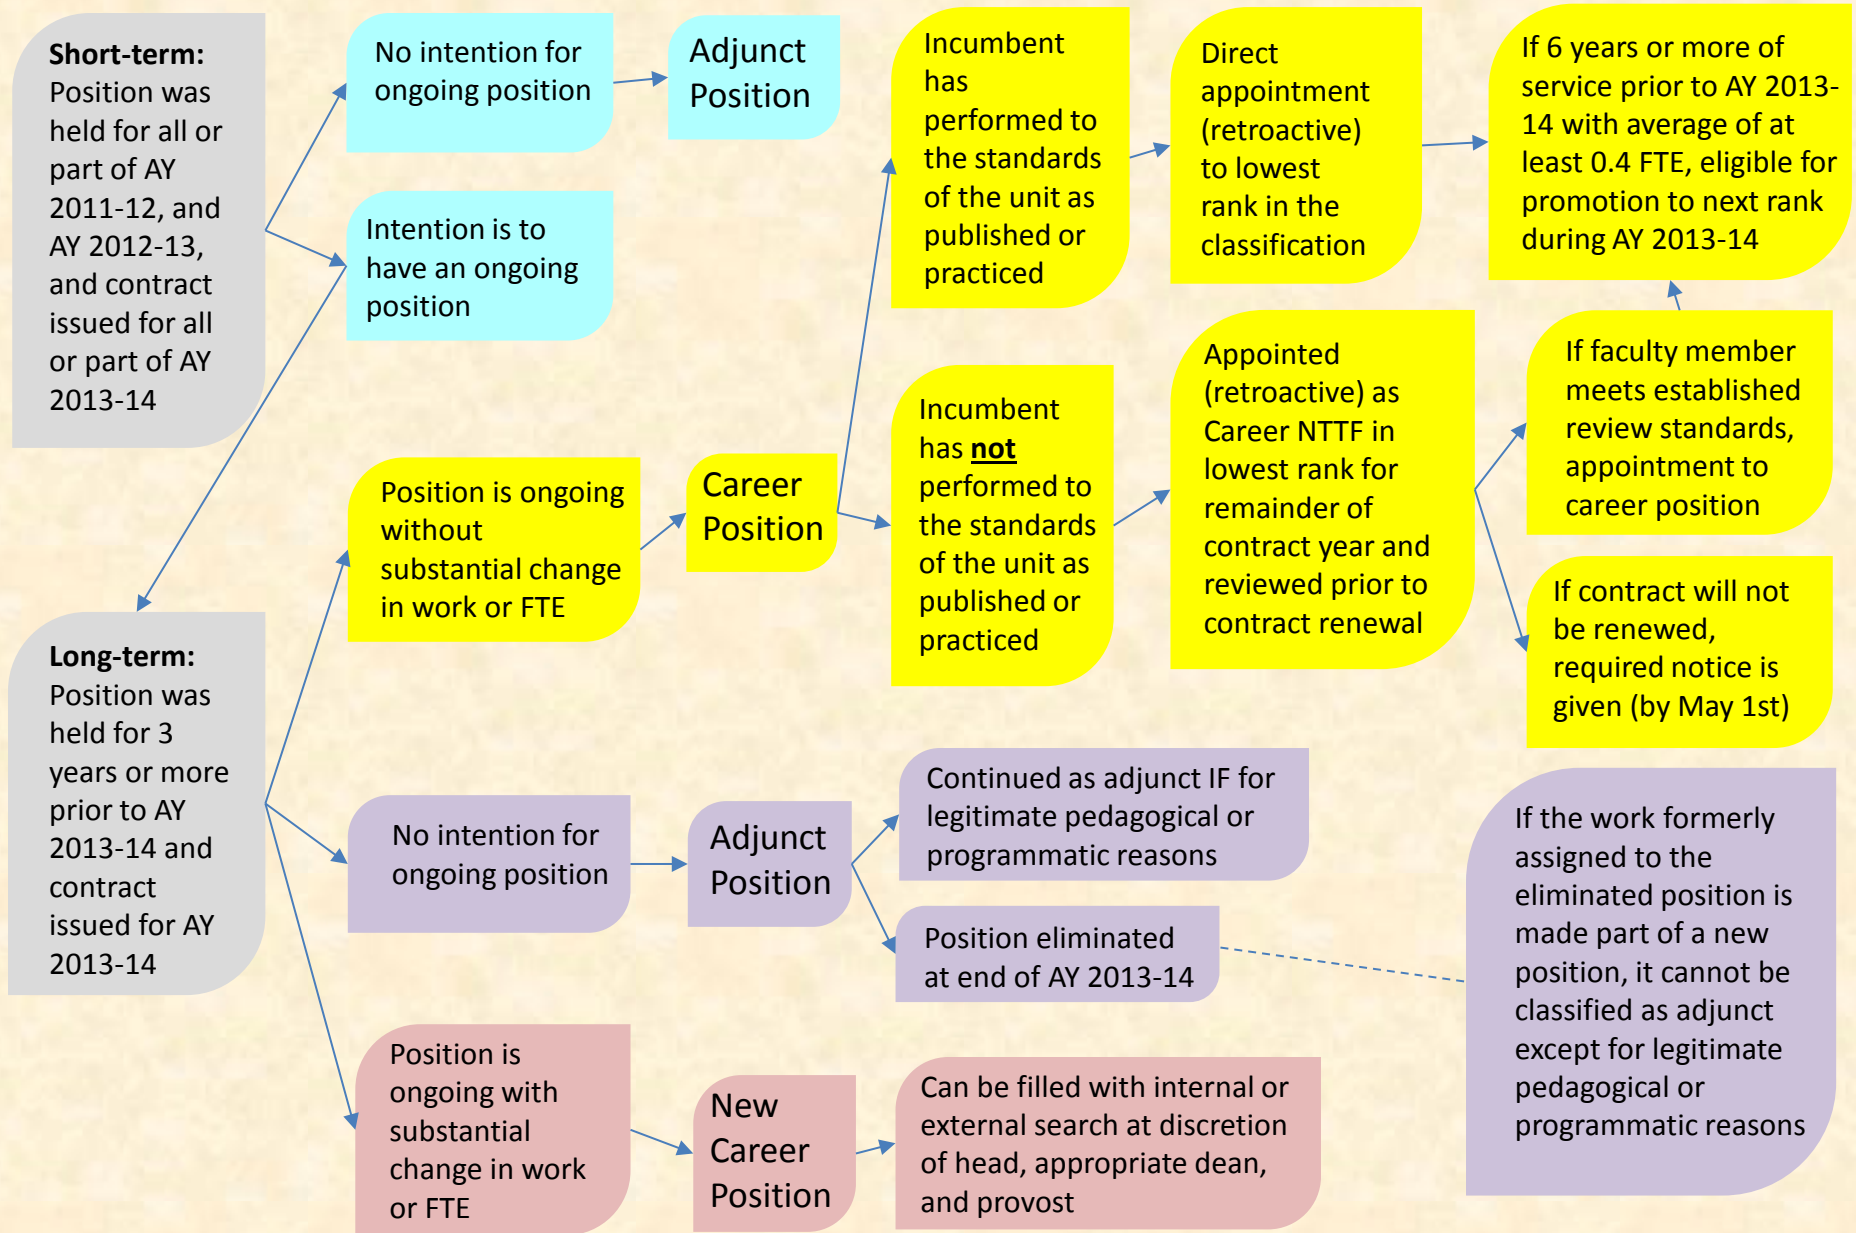 Short-term:
Position was
held for all or
part of AY
2011-12, and
AY 2012-13,
and contract
issued for all
or part of AY
2013-14
No intention for
ongoing position
Adjunct
Position
Intention is to
have an ongoing
position
Incumbent
has
performed to
the standards
of the unit as
published or
practiced
Direct
appointment
(retroactive)
to lowest
rank in the
classification
If 6 years or more of
service prior to AY 2013-
14 with average of at
least 0.4 FTE, eligible for
promotion to next rank
during AY 2013-14
Long-term:
Position was
held for 3
years or more
prior to AY
2013-14 and
contract
issued for AY
2013-14
Position is ongoing
without
substantial change
in work or FTE
Career
Position
Incumbent
has not
performed to
the standards
of the unit as
published or
practiced
Appointed
(retroactive) as
Career NTTF in
lowest rank for
remainder of
contract year and
reviewed prior to
contract renewal
If faculty member
meets established
review standards,
appointment to
career position
If contract will not
be renewed,
required notice is
given (by May 1st)
No intention for
ongoing position
Adjunct
Position
Continued as adjunct IF for
legitimate pedagogical or
programmatic reasons
Position eliminated
at end of AY 2013-14
If the work formerly
assigned to the
eliminated position is
made part of a new
position, it cannot be
classified as adjunct
except for legitimate
pedagogical or
programmatic reasons
Position is
ongoing with
substantial
change in work
or FTE
New
Career
Position
Can be filled with internal or
external search at discretion
of head, appropriate dean,
and provost